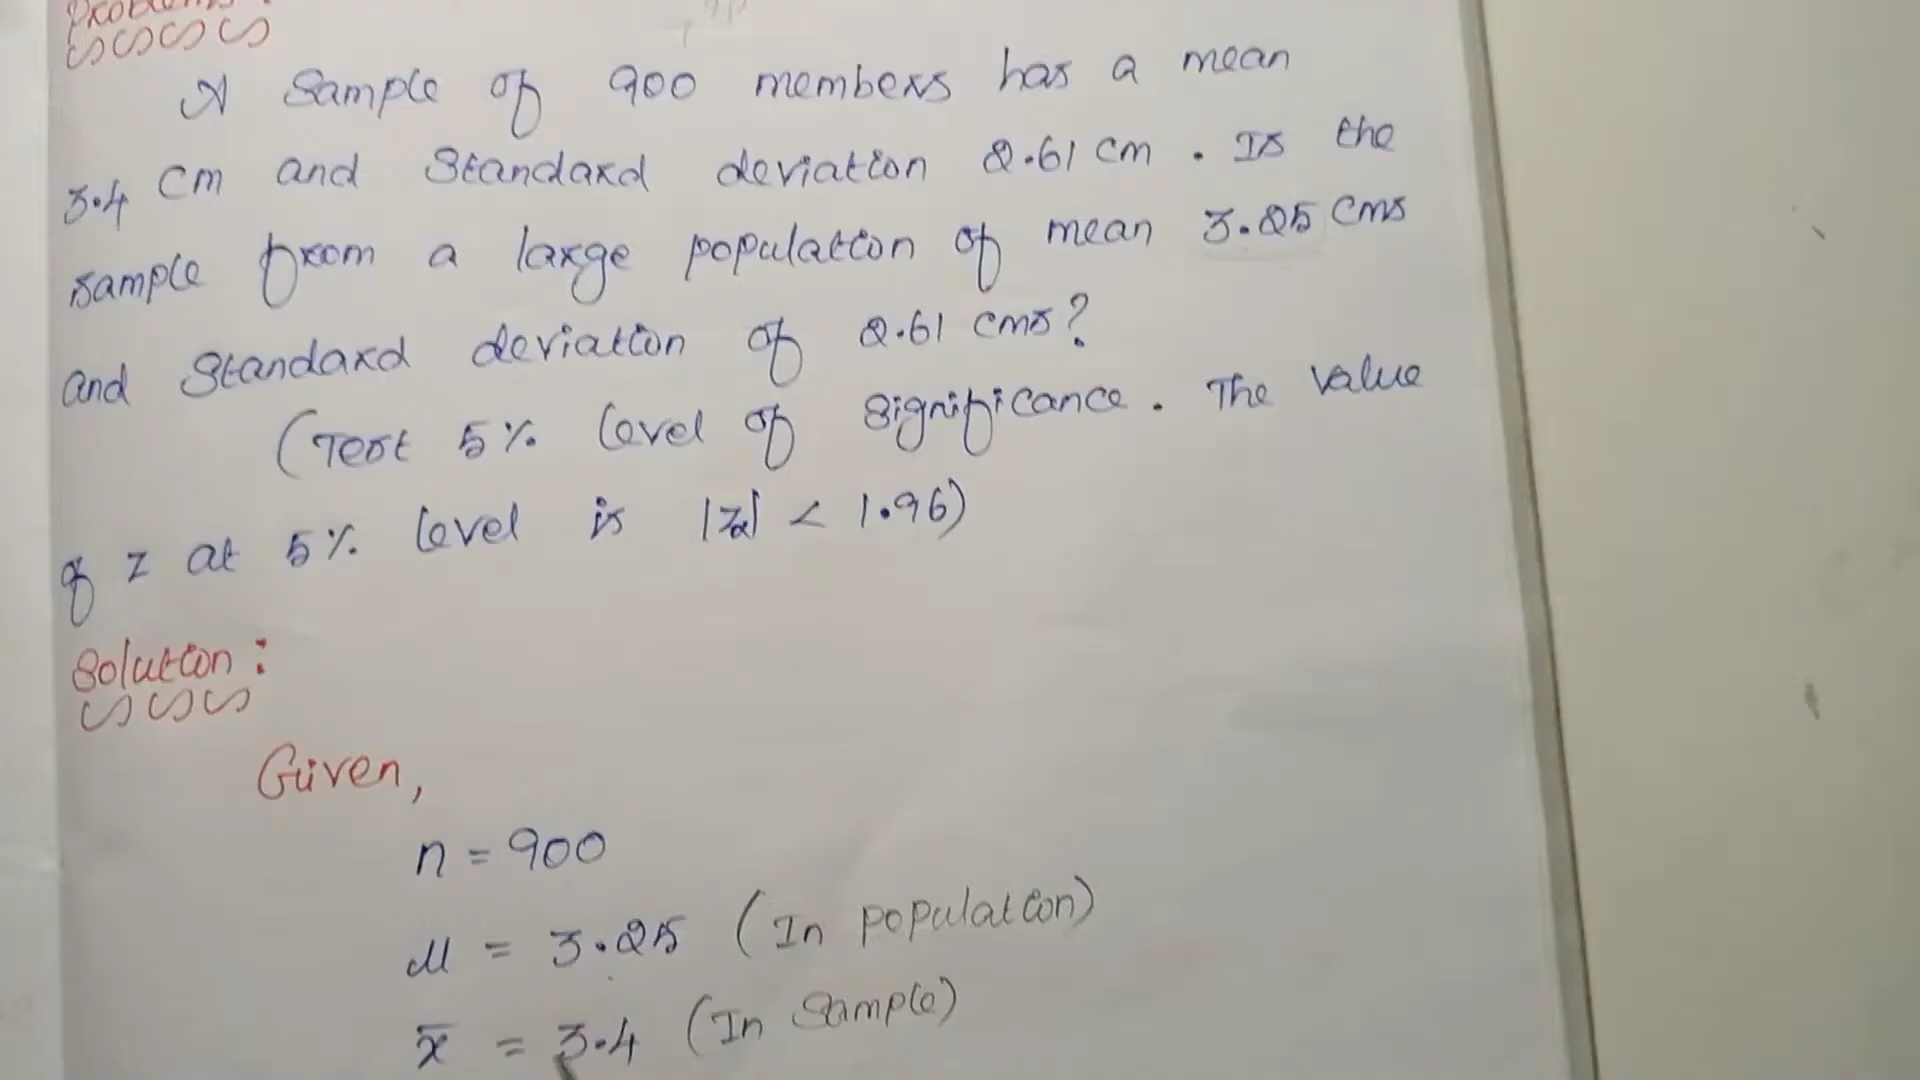 Problems:
A Sample of 900 members has a mean
3.4 cm and Standard deviation 2.61 cm. Is the
sample from a large population of mean 3.25 cms
and Standard deviation of 2.61 cms?
(Test 5% level of significance. The value
of z at 5% level is |zα| < 1.96)
Solution:
Given,
n = 900
μ = 3.25 (In population)
x̄ = 3.4 (In Sample)